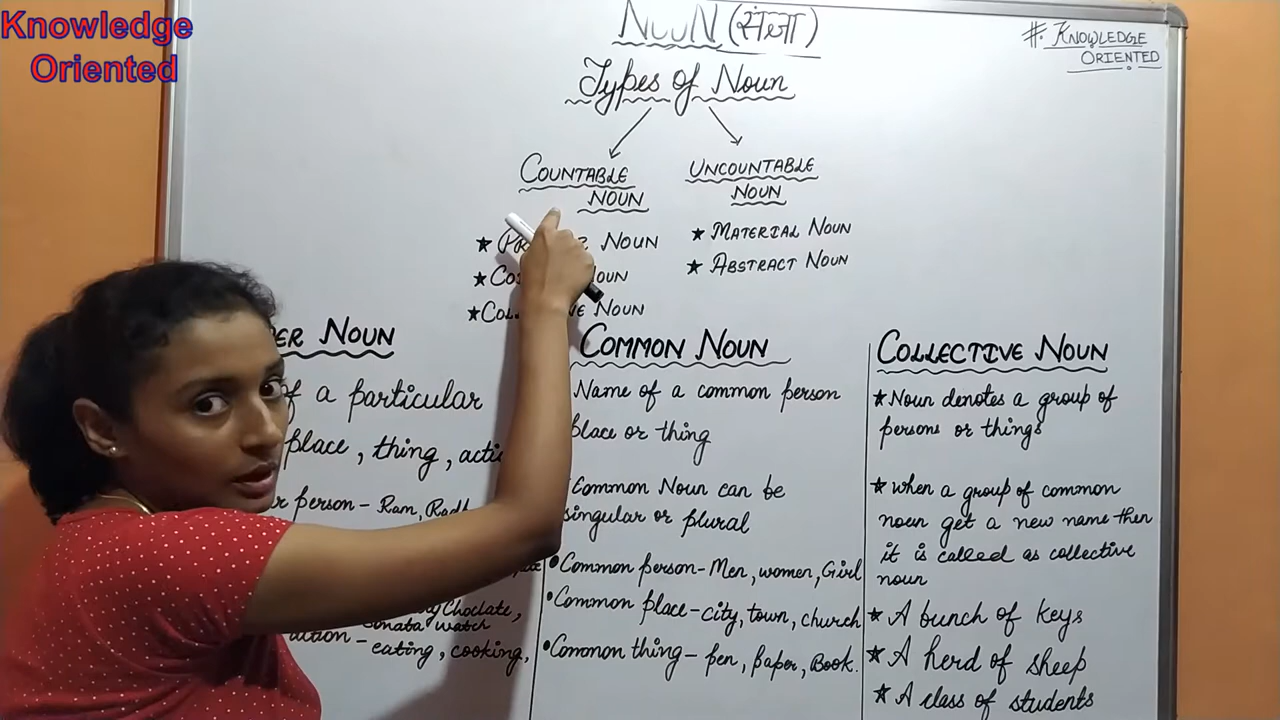 Knowledge
Oriented
NOUN (संज्ञा)
#. KNOWLEDGE
ORIENTED
Types of Noun
COUNTABLE
NOUN
UNCOUNTABLE
NOUN
★ NOUN
★ NOUN
★ NOUN
★ MATERIAL NOUN
★ ABSTRACT NOUN
NOUN
of a particular
place, thing,
person - Ram,
Choclate,
Sonata watch
eating, cooking,
COMMON NOUN
Name of a common person
place or thing
Common Noun can be
singular or plural
• Common person - Men, women, Girl
• Common place - city, town, church
• Common thing - pen, paper, Book.
COLLECTIVE NOUN
★ Noun denotes a group of
persons or things
★ when a group of common
noun get a new name then
it is called as collective
noun
★ A bunch of keys
★ A herd of sheep
★ A class of students